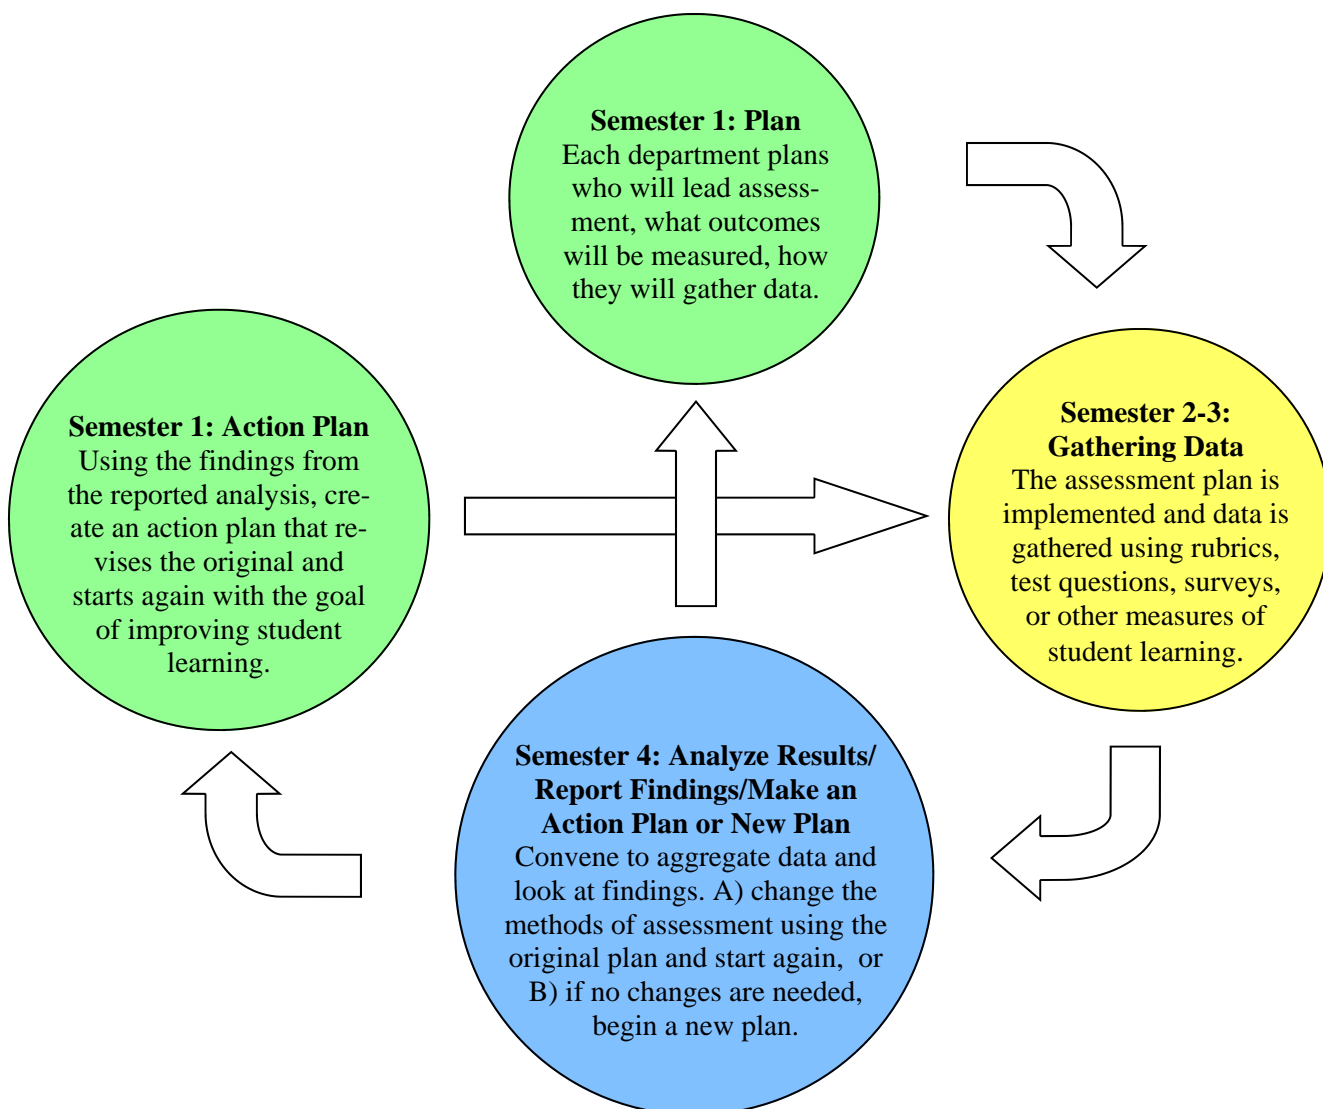 Semester 1: Plan
Each department plans
who will lead assess-
ment, what outcomes
will be measured, how
they will gather data.
Semester 1: Action Plan
Using the findings from
the reported analysis, cre-
ate an action plan that re-
vises the original and
starts again with the goal
of improving student
learning.
Semester 2-3:
Gathering Data
The assessment plan is
implemented and data is
gathered using rubrics,
test questions, surveys,
or other measures of
student learning.
Semester 4: Analyze Results/
Report Findings/Make an
Action Plan or New Plan
Convene to aggregate data and
look at findings. A) change the
methods of assessment using the
original plan and start again,  or
B) if no changes are needed,
begin a new plan.